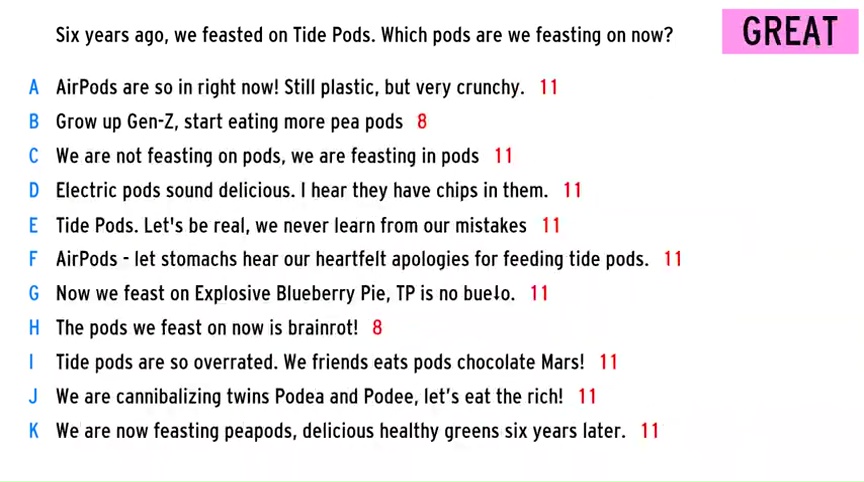 Six years ago, we feasted on Tide Pods. Which pods are we feasting on now?
GREAT
A AirPods are so in right now! Still plastic, but very crunchy. 11
B Grow up Gen-Z, start eating more pea pods 8
C We are not feasting on pods, we are feasting in pods 11
D Electric pods sound delicious. I hear they have chips in them. 11
E Tide Pods. Let's be real, we never learn from our mistakes 11
F AirPods - let stomachs hear our heartfelt apologies for feeding tide pods. 11
G Now we feast on Explosive Blueberry Pie, TP is no bueɫo. 11
H The pods we feast on now is brainrot! 8
I Tide pods are so overrated. We friends eats pods chocolate Mars! 11
J We are cannibalizing twins Podea and Podee, let’s eat the rich! 11
K We are now feasting peapods, delicious healthy greens six years later. 11